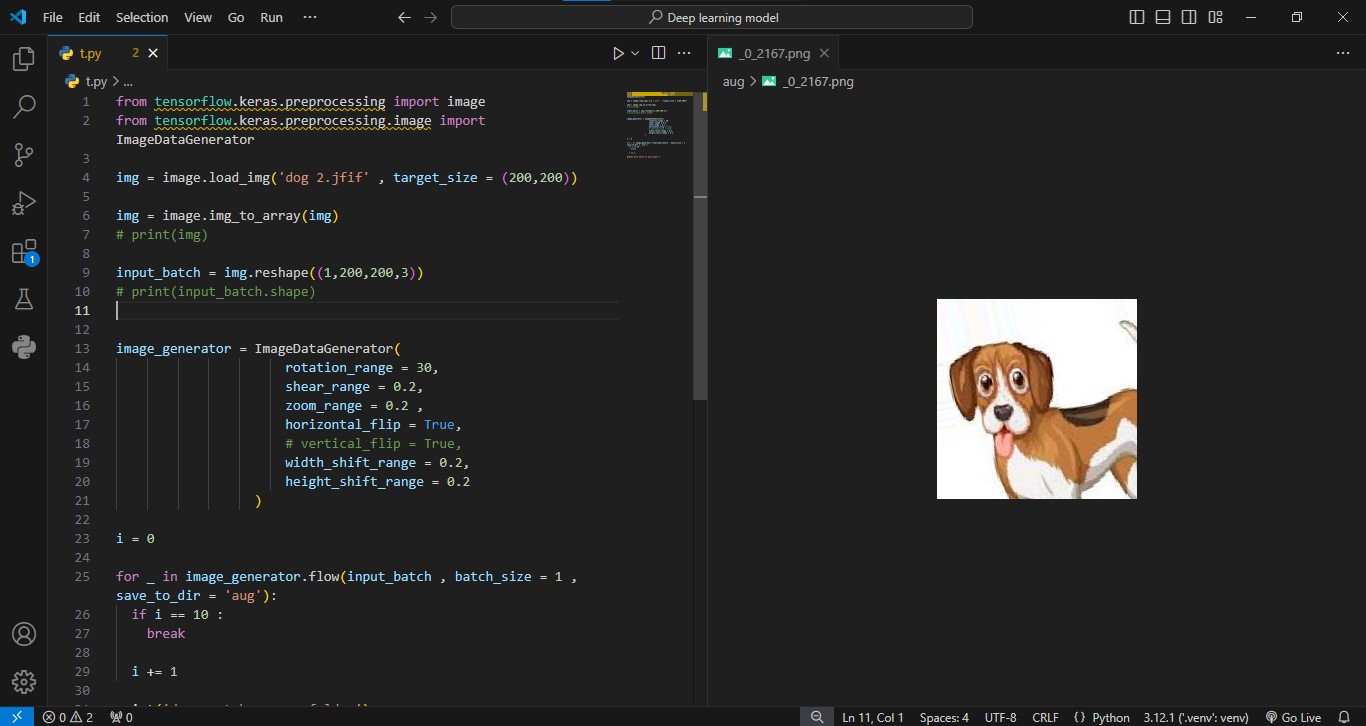 File Edit Selection View Go Run ···
Deep learning model
t.py 2
t.py > ...
1 from tensorflow.keras.preprocessing import image
2 from tensorflow.keras.preprocessing.image import
ImageDataGenerator
3
4 img = image.load_img('dog 2.jfif' , target_size = (200,200))
5
6 img = image.img_to_array(img)
7 # print(img)
8
9 input_batch = img.reshape((1,200,200,3))
10 # print(input_batch.shape)
11
12
13 image_generator = ImageDataGenerator(
14 rotation_range = 30,
15 shear_range = 0.2,
16 zoom_range = 0.2 ,
17 horizontal_flip = True,
18 # vertical_flip = True,
19 width_shift_range = 0.2,
20 height_shift_range = 0.2
21 )
22
23 i = 0
24
25 for _ in image_generator.flow(input_batch , batch_size = 1 ,
save_to_dir = 'aug'):
26 if i == 10 :
27 break
28
29 i += 1
30
_0_2167.png
aug > _0_2167.png
1
0 2 0
Ln 11, Col 1 Spaces: 4 UTF-8 CRLF {} Python 3.12.1 ('.venv': venv) Go Live